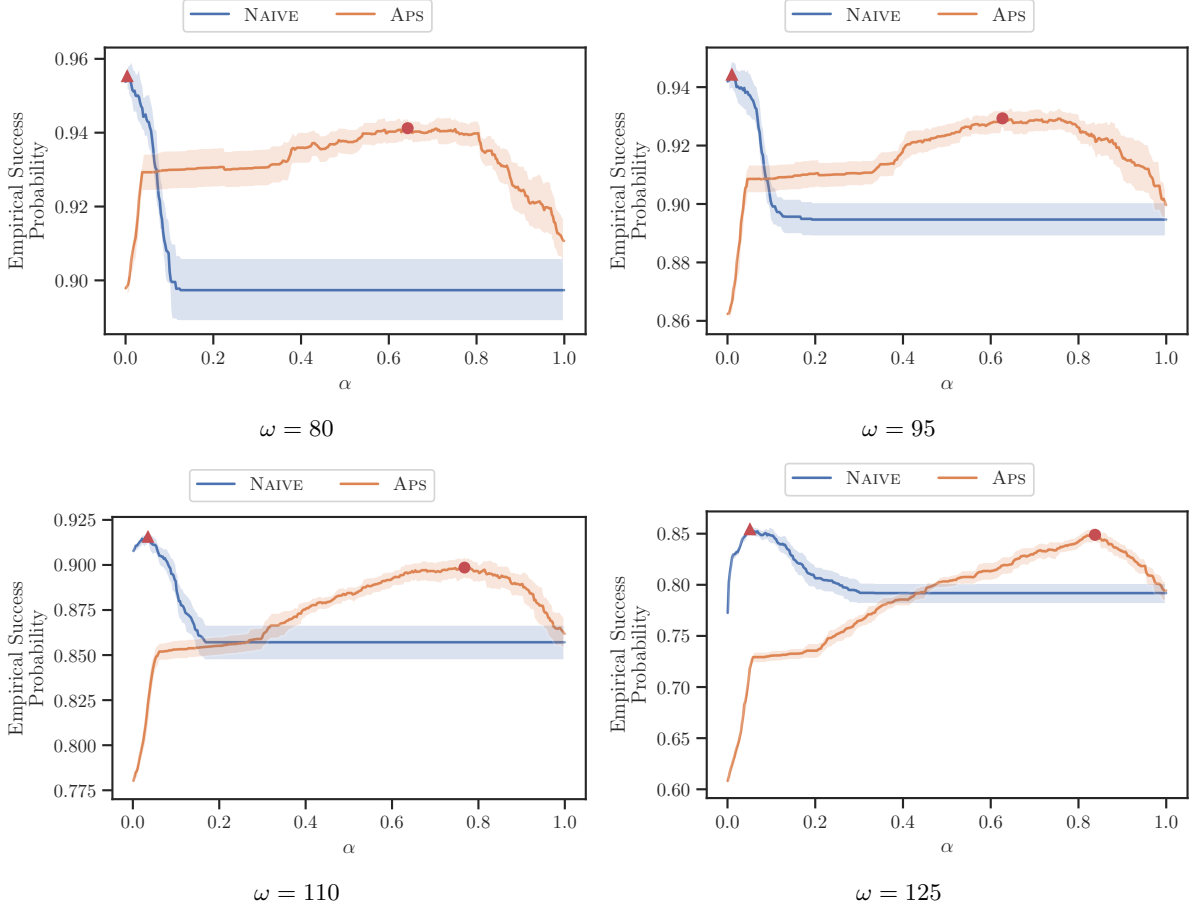 NAIVE APS
0.96
0.94
0.92
0.90
Empirical Success
Probability
0.0 0.2 0.4 0.6 0.8 1.0
α
ω = 80
NAIVE APS
0.94
0.92
0.90
0.88
0.86
Empirical Success
Probability
0.0 0.2 0.4 0.6 0.8 1.0
α
ω = 95
NAIVE APS
0.925
0.900
0.875
0.850
0.825
0.800
0.775
Empirical Success
Probability
0.0 0.2 0.4 0.6 0.8 1.0
α
ω = 110
NAIVE APS
0.85
0.80
0.75
0.70
0.65
0.60
Empirical Success
Probability
0.0 0.2 0.4 0.6 0.8 1.0
α
ω = 125